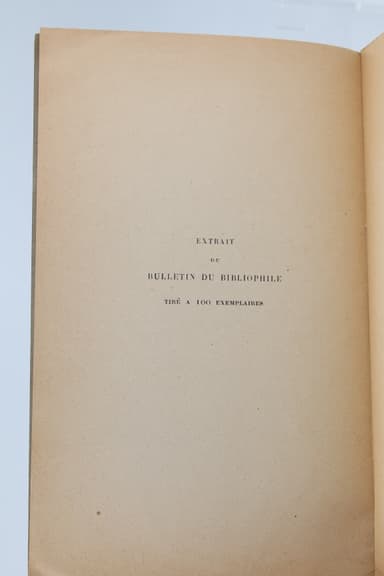 EXTRAIT
DU
BULLETIN DU BIBLIOPHILE
TIRÉ A 100 EXEMPLAIRES